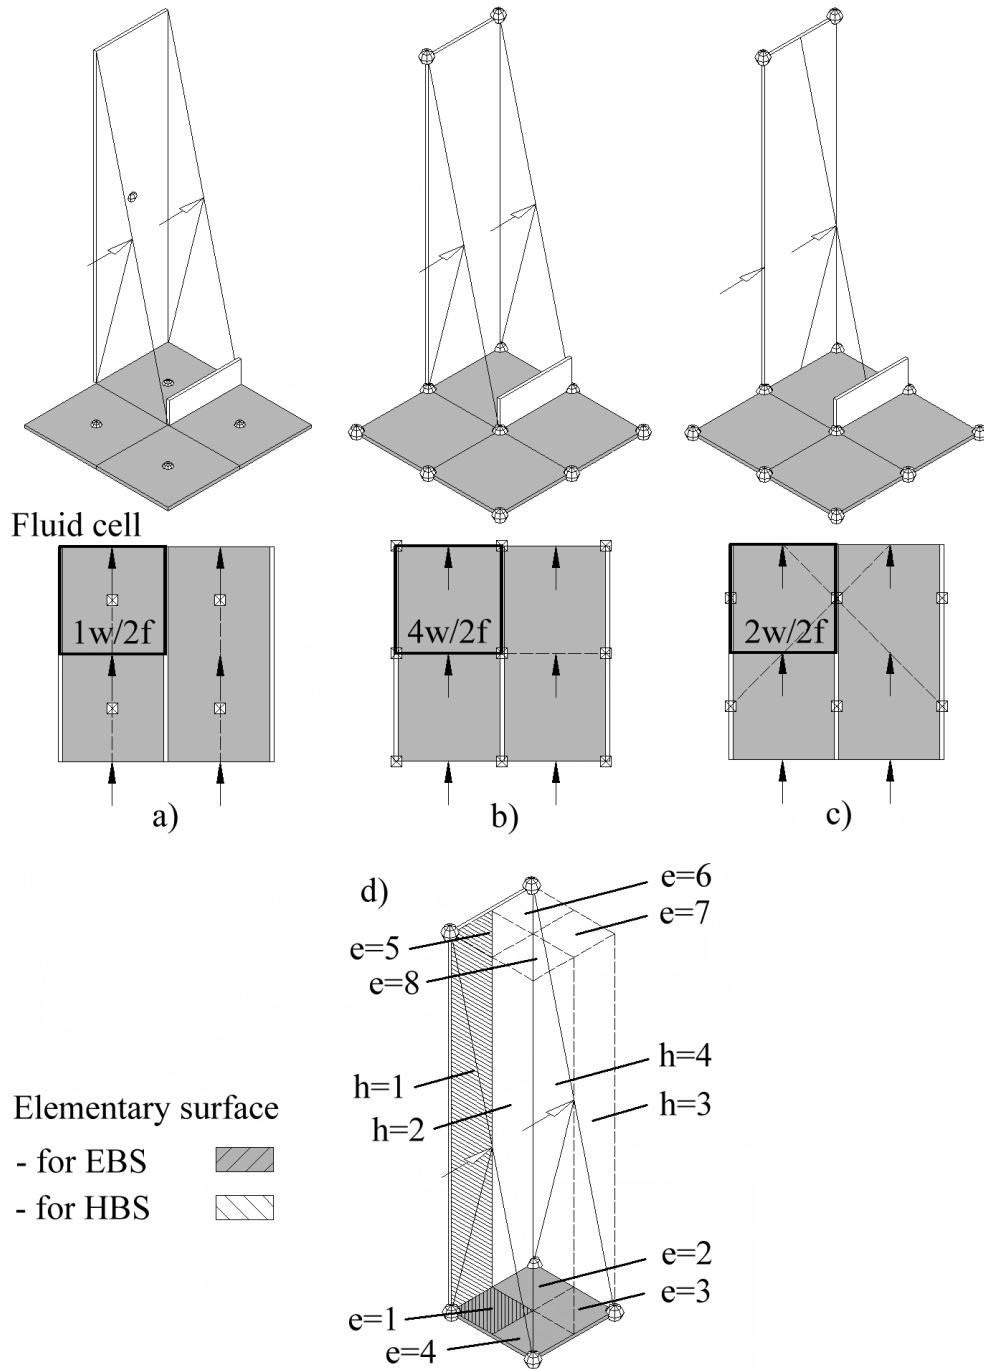 Fluid cell
1w/2f
4w/2f
2w/2f
a)
b)
c)
d)
e=6
e=7
e=5
e=8
h=1
h=4
h=2
h=3
Elementary surface
- for EBS
- for HBS
e=2
e=3
e=1
e=4